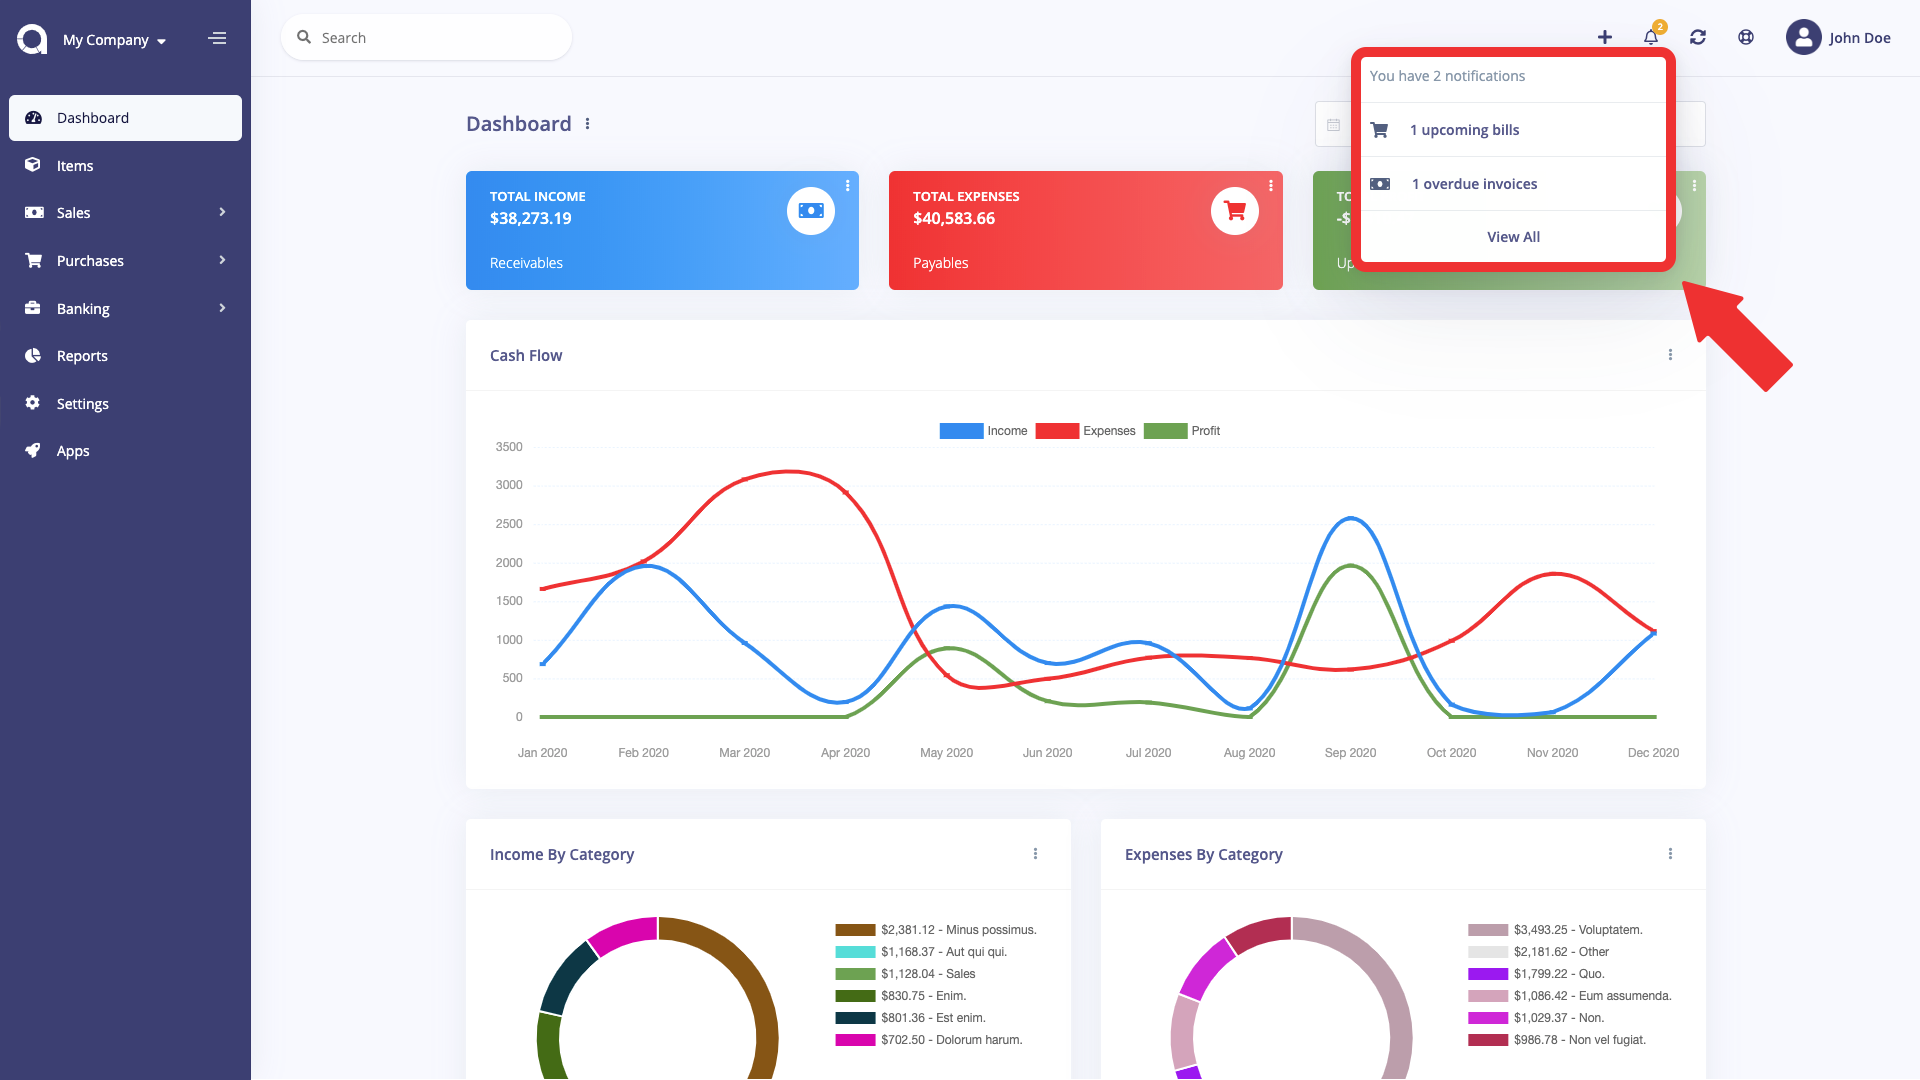 My Company
Search
2
John Doe
You have 2 notifications
1 upcoming bills
1 overdue invoices
View All
Dashboard
Items
Sales
Purchases
Banking
Reports
Settings
Apps
Dashboard
TOTAL INCOME
$38,273.19
Receivables
TOTAL EXPENSES
$40,583.66
Payables
-$
Up
Cash Flow
Income Expenses Profit
3500
3000
2500
2000
1500
1000
500
0
Jan 2020 Feb 2020 Mar 2020 Apr 2020 May 2020 Jun 2020 Jul 2020 Aug 2020 Sep 2020 Oct 2020 Nov 2020 Dec 2020
Income By Category
$2,381.12 - Minus possimus.
$1,168.37 - Aut qui qui.
$1,128.04 - Sales
$830.75 - Enim.
$801.36 - Est enim.
$702.50 - Dolorum harum.
Expenses By Category
$3,493.25 - Voluptatem.
$2,181.62 - Other
$1,799.22 - Quo.
$1,086.42 - Eum assumenda.
$1,029.37 - Non.
$986.78 - Non vel fugiat.